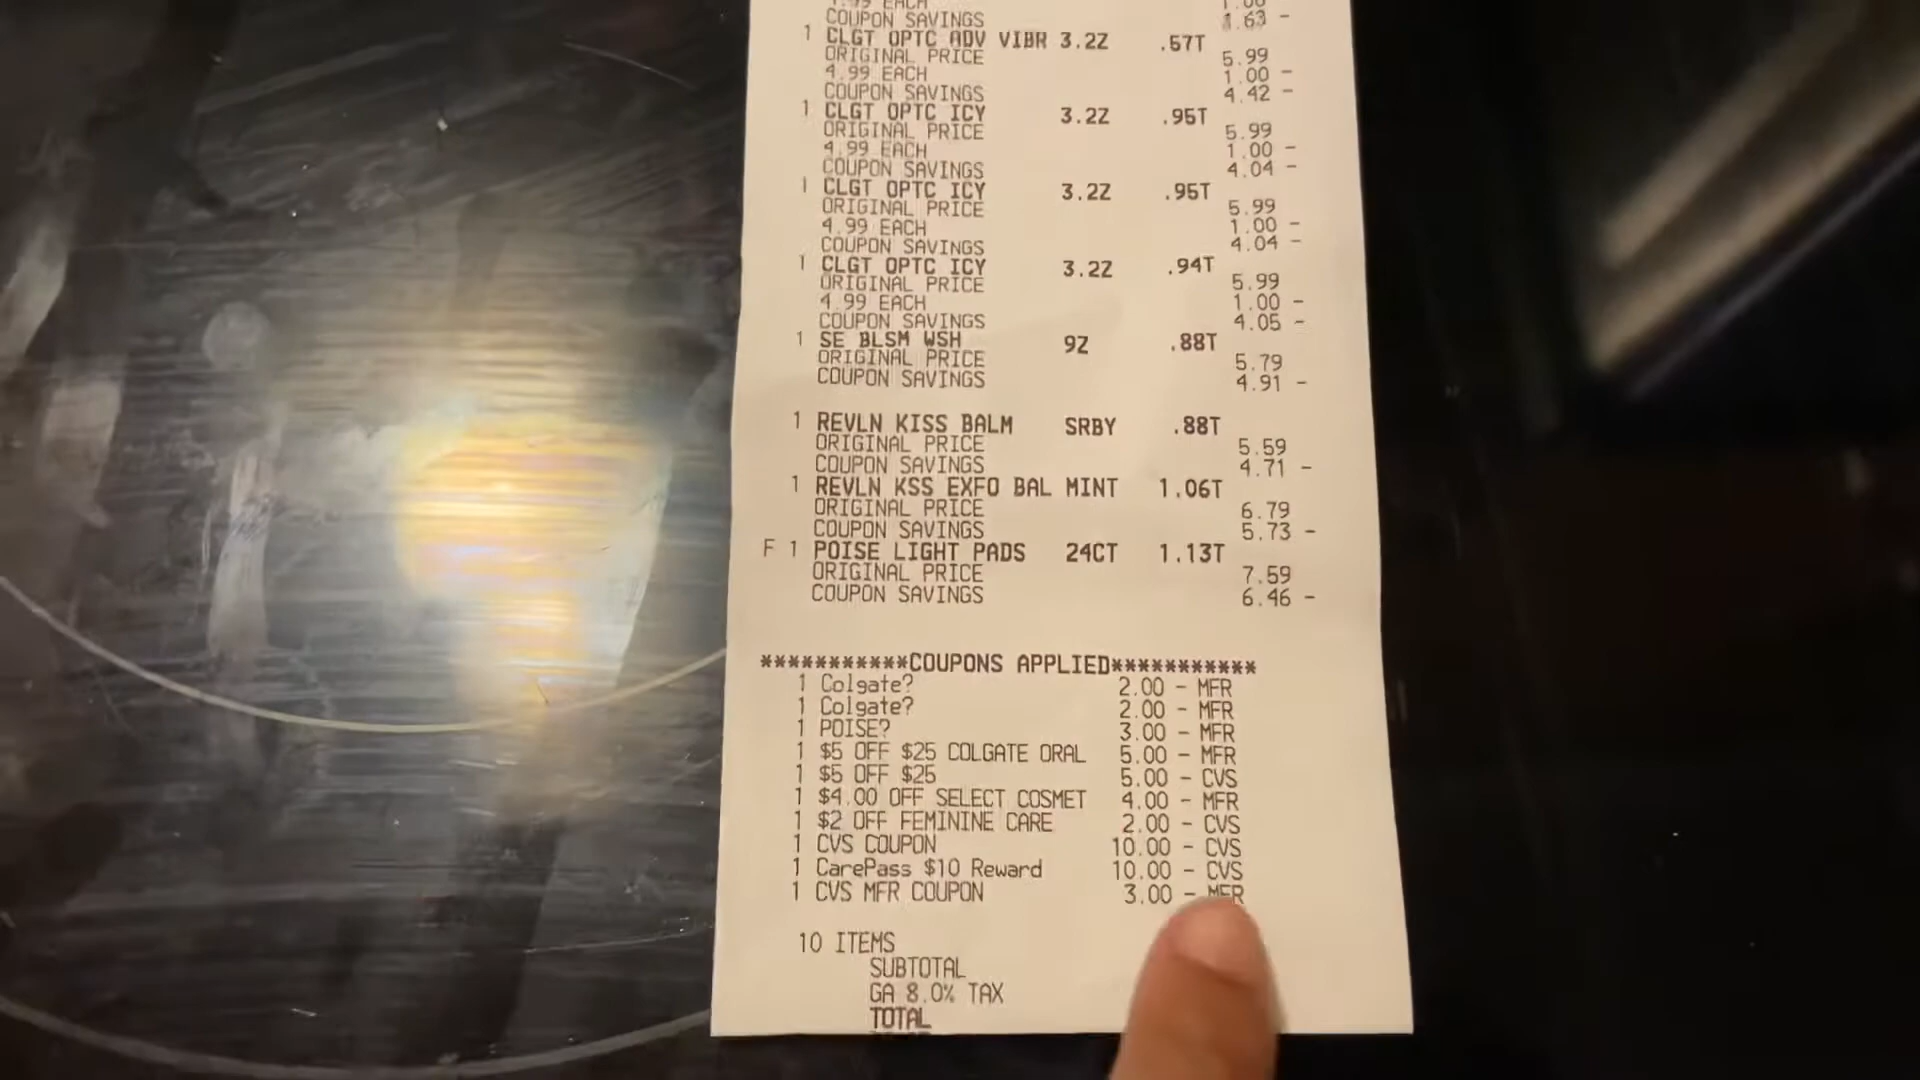 4.99 EACH 1.00 -
COUPON SAVINGS 1.63 -
1 CLGT OPTC ADV VIBR 3.2Z .57T
ORIGINAL PRICE 5.99
4.99 EACH 1.00 -
COUPON SAVINGS 4.42 -
1 CLGT OPTC ICY 3.2Z .95T
ORIGINAL PRICE 5.99
4.99 EACH 1.00 -
COUPON SAVINGS 4.04 -
1 CLGT OPTC ICY 3.2Z .95T
ORIGINAL PRICE 5.99
4.99 EACH 1.00 -
COUPON SAVINGS 4.04 -
1 CLGT OPTC ICY 3.2Z .94T
ORIGINAL PRICE 5.99
4.99 EACH 1.00 -
COUPON SAVINGS 4.05 -
1 SE BLSM WSH 9Z .88T
ORIGINAL PRICE 5.79
COUPON SAVINGS 4.91 -
1 REVLN KISS BALM SRBY .88T
ORIGINAL PRICE 5.59
COUPON SAVINGS 4.71 -
1 REVLN KSS EXFO BAL MINT 1.06T
ORIGINAL PRICE 6.79
COUPON SAVINGS 5.73 -
F 1 POISE LIGHT PADS 24CT 1.13T
ORIGINAL PRICE 7.59
COUPON SAVINGS 6.46 -
***********COUPONS APPLIED***********
1 Colgate? 2.00 - MFR
1 Colgate? 2.00 - MFR
1 POISE? 3.00 - MFR
1 $5 OFF $25 COLGATE ORAL 5.00 - MFR
1 $5 OFF $25 5.00 - CVS
1 $4.00 OFF SELECT COSMET 4.00 - MFR
1 $2 OFF FEMININE CARE 2.00 - CVS
1 CVS COUPON 10.00 - CVS
1 CarePass $10 Reward 10.00 - CVS
1 CVS MFR COUPON 3.00 - MFR
10 ITEMS
SUBTOTAL
GA 8.0% TAX
TOTAL